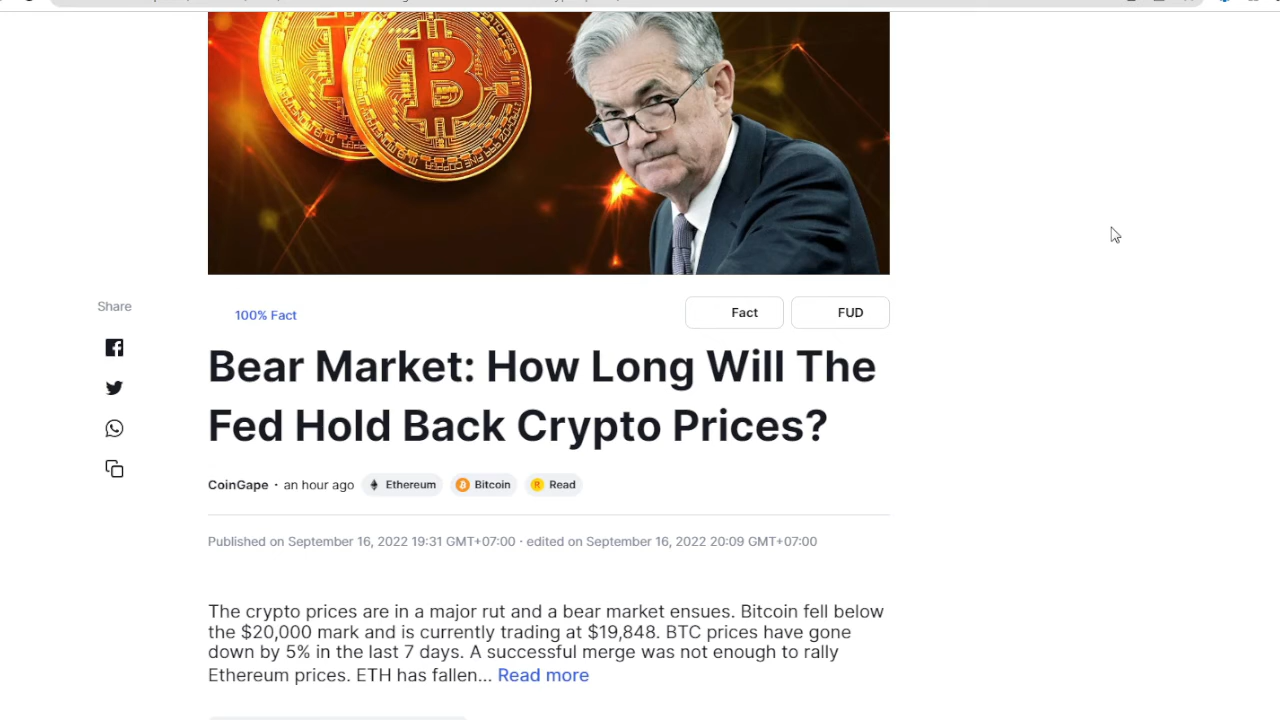 Share
100% Fact
Fact
FUD
Bear Market: How Long Will The
Fed Hold Back Crypto Prices?
CoinGape · an hour ago Ethereum Bitcoin Read
Published on September 16, 2022 19:31 GMT+07:00 · edited on September 16, 2022 20:09 GMT+07:00
The crypto prices are in a major rut and a bear market ensues. Bitcoin fell below
the $20,000 mark and is currently trading at $19,848. BTC prices have gone
down by 5% in the last 7 days. A successful merge was not enough to rally
Ethereum prices. ETH has fallen... Read more